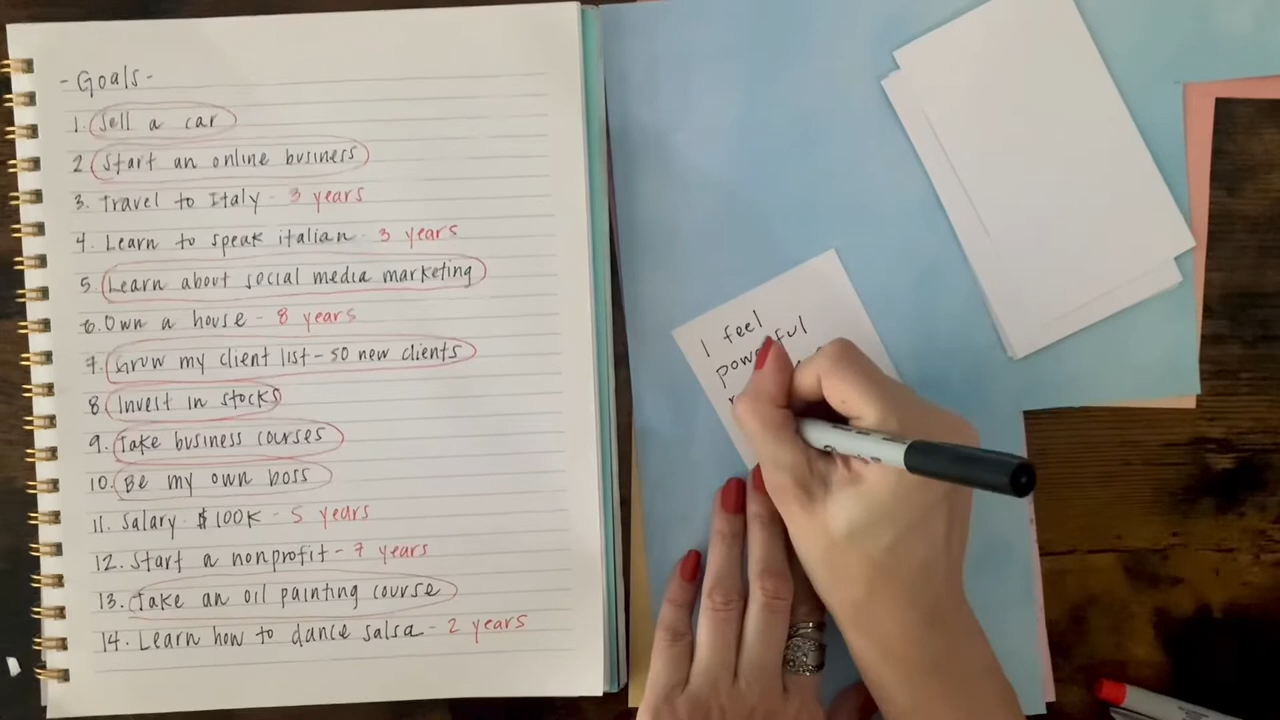 - Goals -
1. Sell a car
2. Start an online business
3. Travel to Italy - 3 years
4. Learn to speak italian - 3 years
5. Learn about social media marketing
6. Own a house - 8 years
7. Grow my client list - 50 new clients
8. Invest in stocks
9. Take business courses
10. Be my own boss
11. Salary $100K - 5 years
12. Start a nonprofit - 7 years
13. Take an oil painting course
14. Learn how to dance salsa - 2 years
I feel
powerful